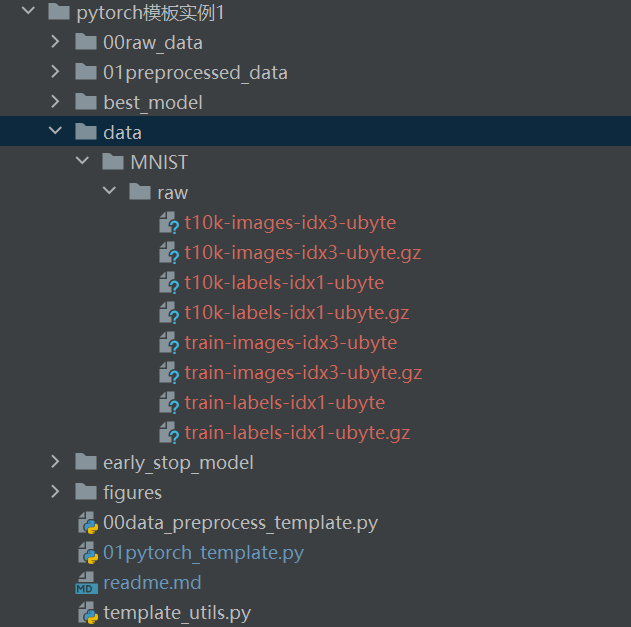 pytorch模板实例1
00raw_data
01preprocessed_data
best_model
data
MNIST
raw
t10k-images-idx3-ubyte
t10k-images-idx3-ubyte.gz
t10k-labels-idx1-ubyte
t10k-labels-idx1-ubyte.gz
train-images-idx3-ubyte
train-images-idx3-ubyte.gz
train-labels-idx1-ubyte
train-labels-idx1-ubyte.gz
early_stop_model
figures
00data_preprocess_template.py
01pytorch_template.py
MD readme.md
template_utils.py